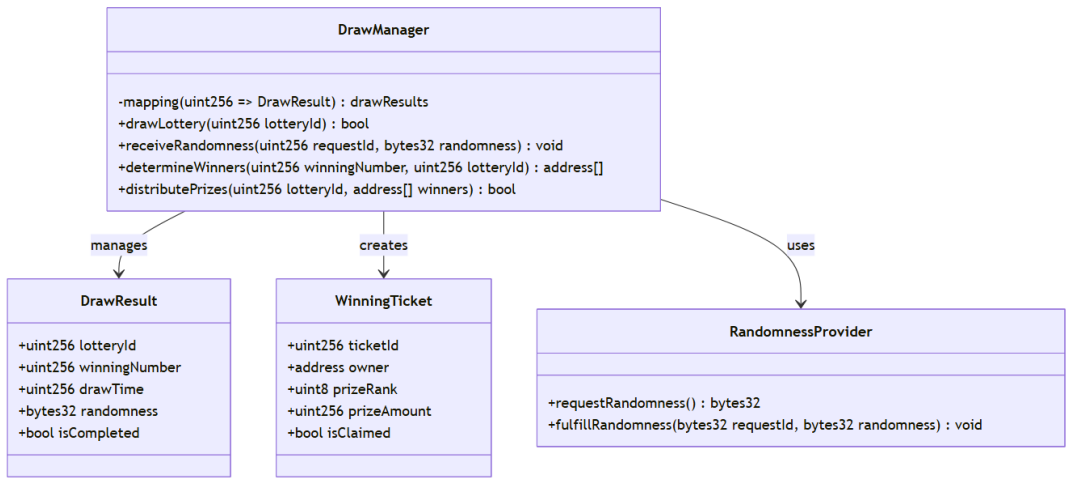 DrawManager
-mapping(uint256 => DrawResult) : drawResults
+drawLottery(uint256 lotteryId) : bool
+receiveRandomness(uint256 requestId, bytes32 randomness) : void
+determineWinners(uint256 winningNumber, uint256 lotteryId) : address[]
+distributePrizes(uint256 lotteryId, address[] winners) : bool
manages
creates
uses
DrawResult
+uint256 lotteryId
+uint256 winningNumber
+uint256 drawTime
+bytes32 randomness
+bool isCompleted
WinningTicket
+uint256 ticketId
+address owner
+uint8 prizeRank
+uint256 prizeAmount
+bool isClaimed
RandomnessProvider
+requestRandomness() : bytes32
+fulfillRandomness(bytes32 requestId, bytes32 randomness) : void